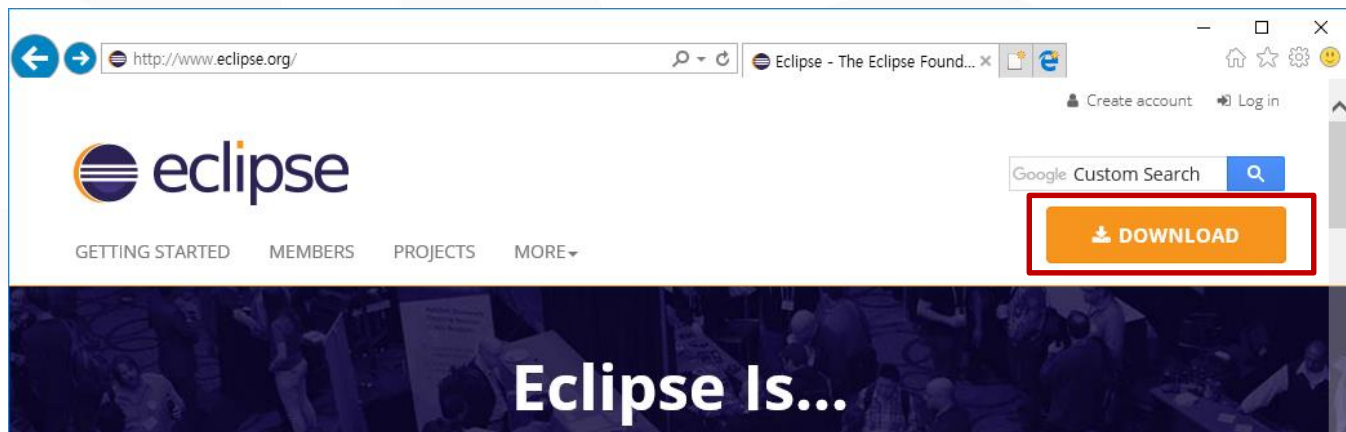 http://www.eclipse.org/
Eclipse - The Eclipse Found...
Create account Log in
eclipse
Google Custom Search
DOWNLOAD
GETTING STARTED MEMBERS PROJECTS MORE
Eclipse Is...